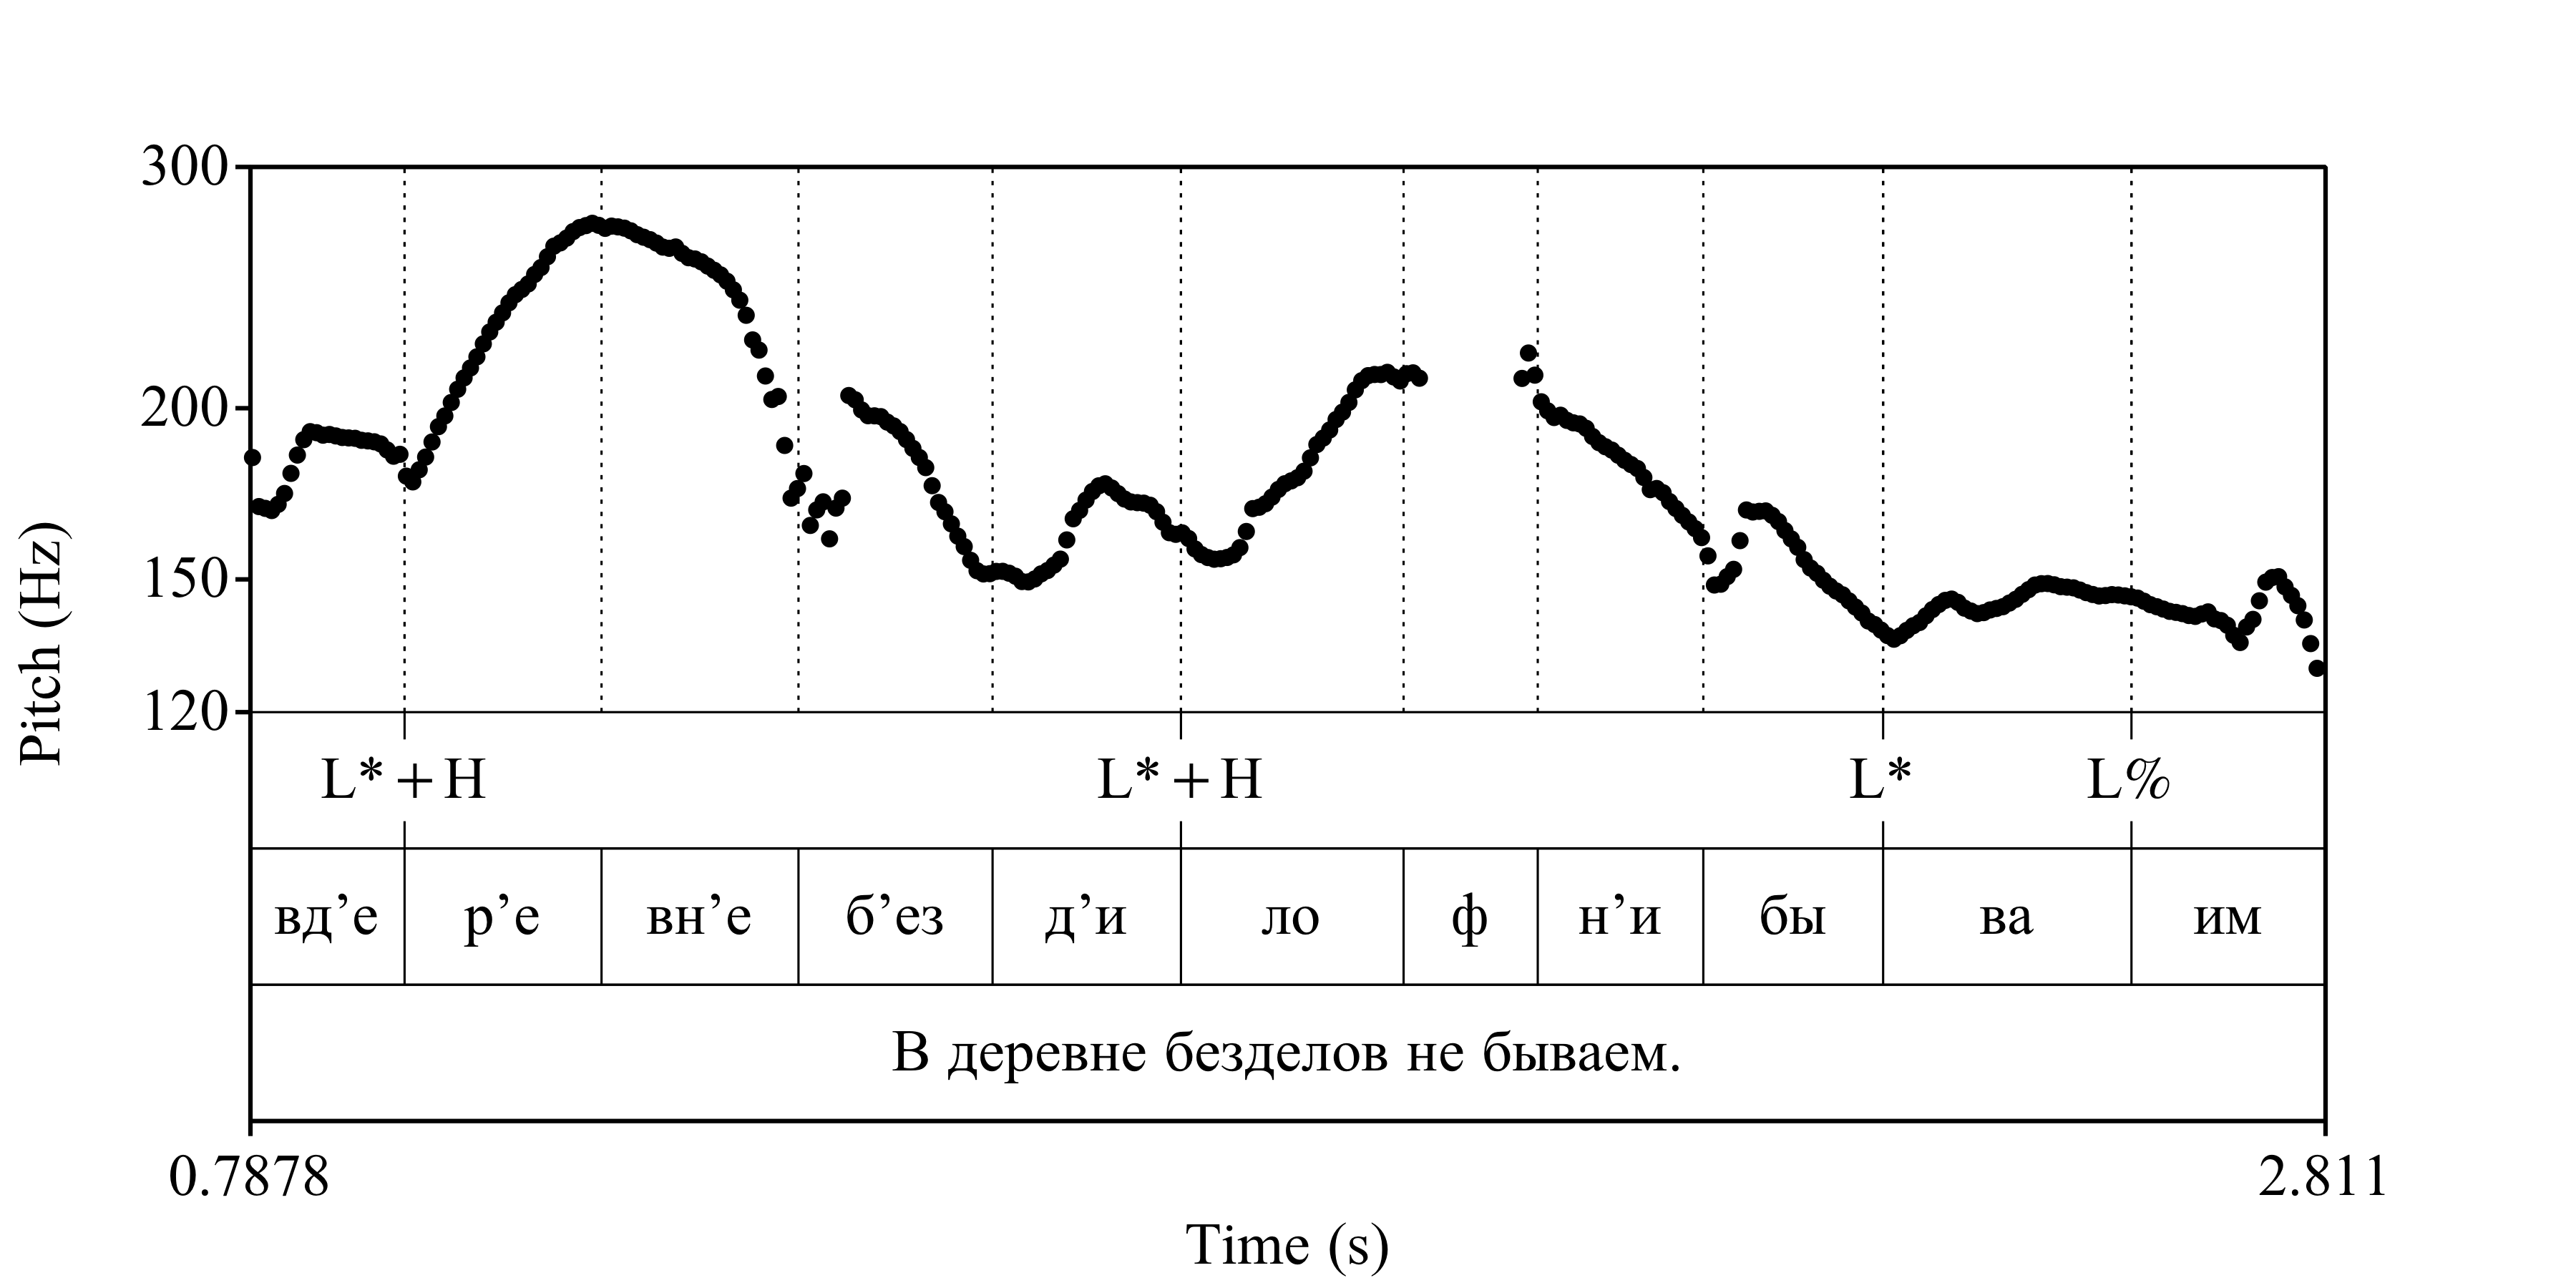 300
200
150
120
Pitch (Hz)
L*+H L*+H L* L%
вд’е р’е вн’е б’ез д’и ло ф н’и бы ва им
В деревне безделов не бываем.
0.7878 2.811
Time (s)